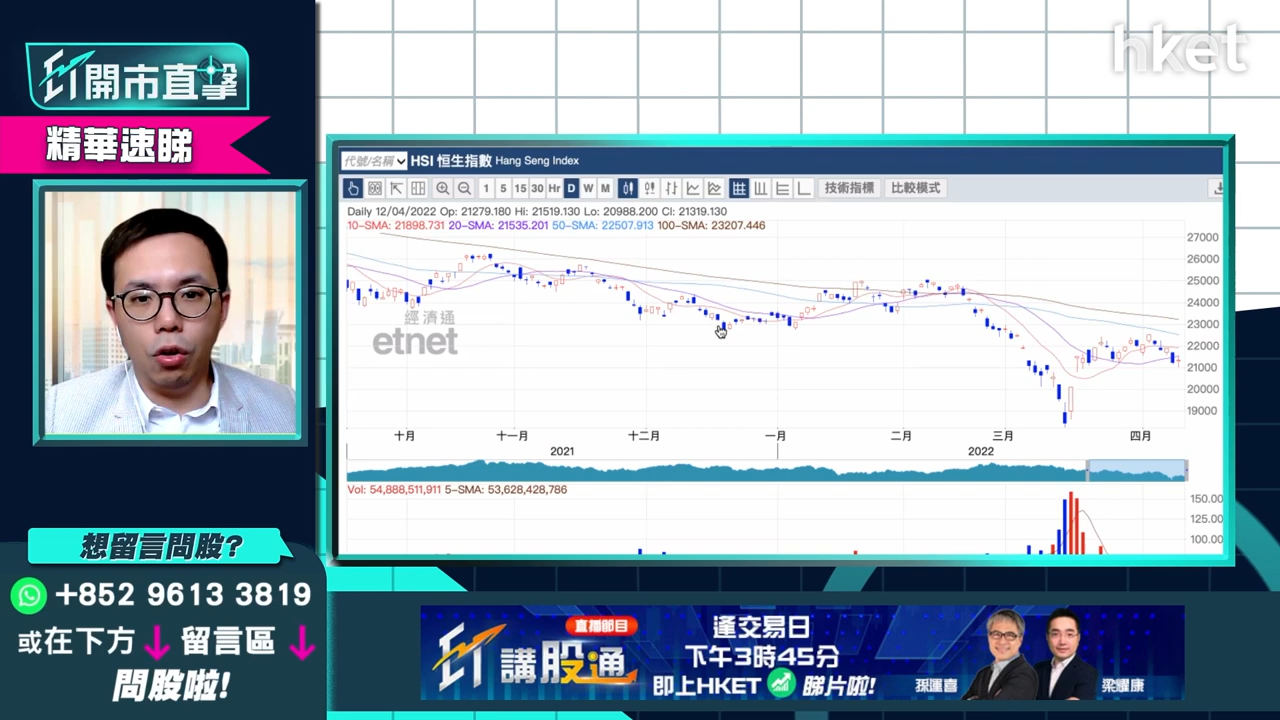 hket
ET開市直擊
精華速睇
代號/名稱 HSI 恒生指數 Hang Seng Index
1 5 15 30 Hr D W M 技術指標 比較模式
Daily 12/04/2022 Op: 21279.180 Hi: 21519.130 Lo: 20988.200 Cl: 21319.130
10-SMA: 21898.731 20-SMA: 21535.201 50-SMA: 22507.913 100-SMA: 23207.446
27000
26000
25000
24000
23000
22000
21000
20000
19000
經濟通
etnet
十月 十一月 十二月 一月 二月 三月 四月
2021 2022
Vol: 54,888,511,911 5-SMA: 53,628,428,786
150.00
125.00
100.00
想留言問股?
+852 9613 3819
或在下方 留言區
問股啦!
直播節目
ET講股通
逢交易日
下午3時45分
即上HKET 睇片啦!
孫運喜 梁耀康